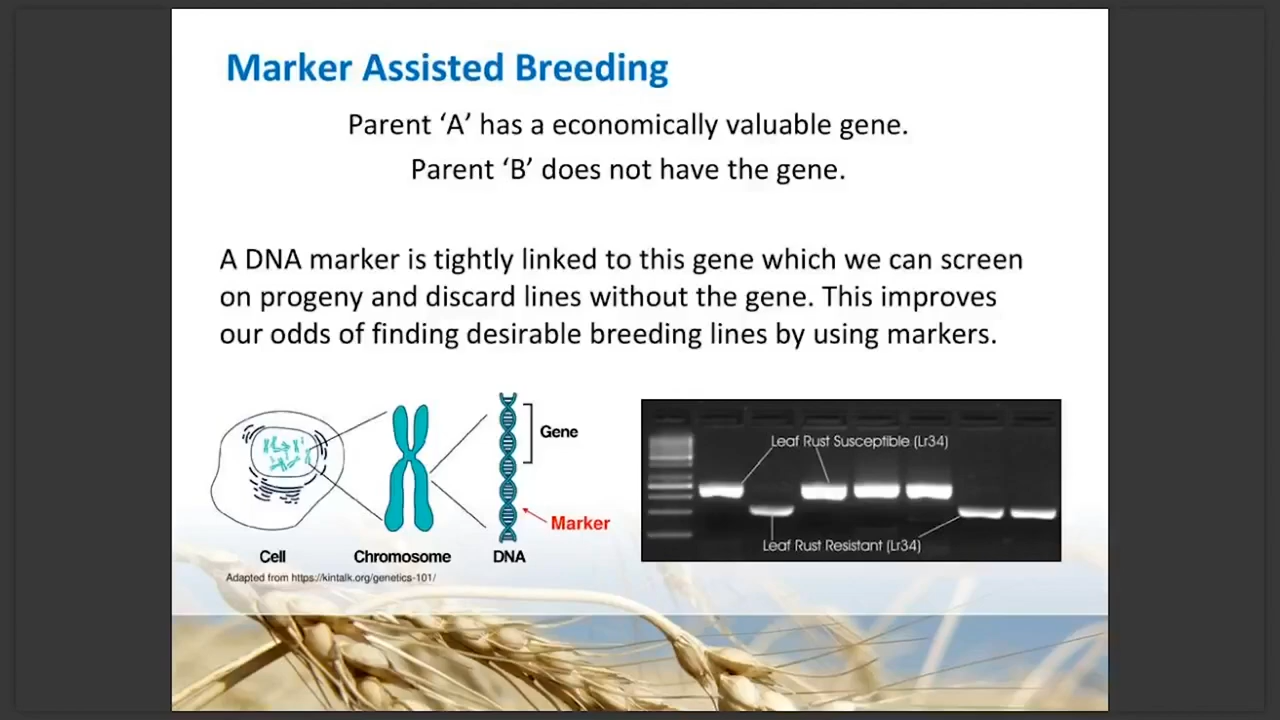 Marker Assisted Breeding
Parent ‘A’ has a economically valuable gene.
Parent ‘B’ does not have the gene.
A DNA marker is tightly linked to this gene which we can screen
on progeny and discard lines without the gene. This improves
our odds of finding desirable breeding lines by using markers.
Gene
Marker
Cell
Chromosome
DNA
Adapted from https://kintalk.org/genetics-101/
Leaf Rust Susceptible (Lr34)
Leaf Rust Resistant (Lr34)